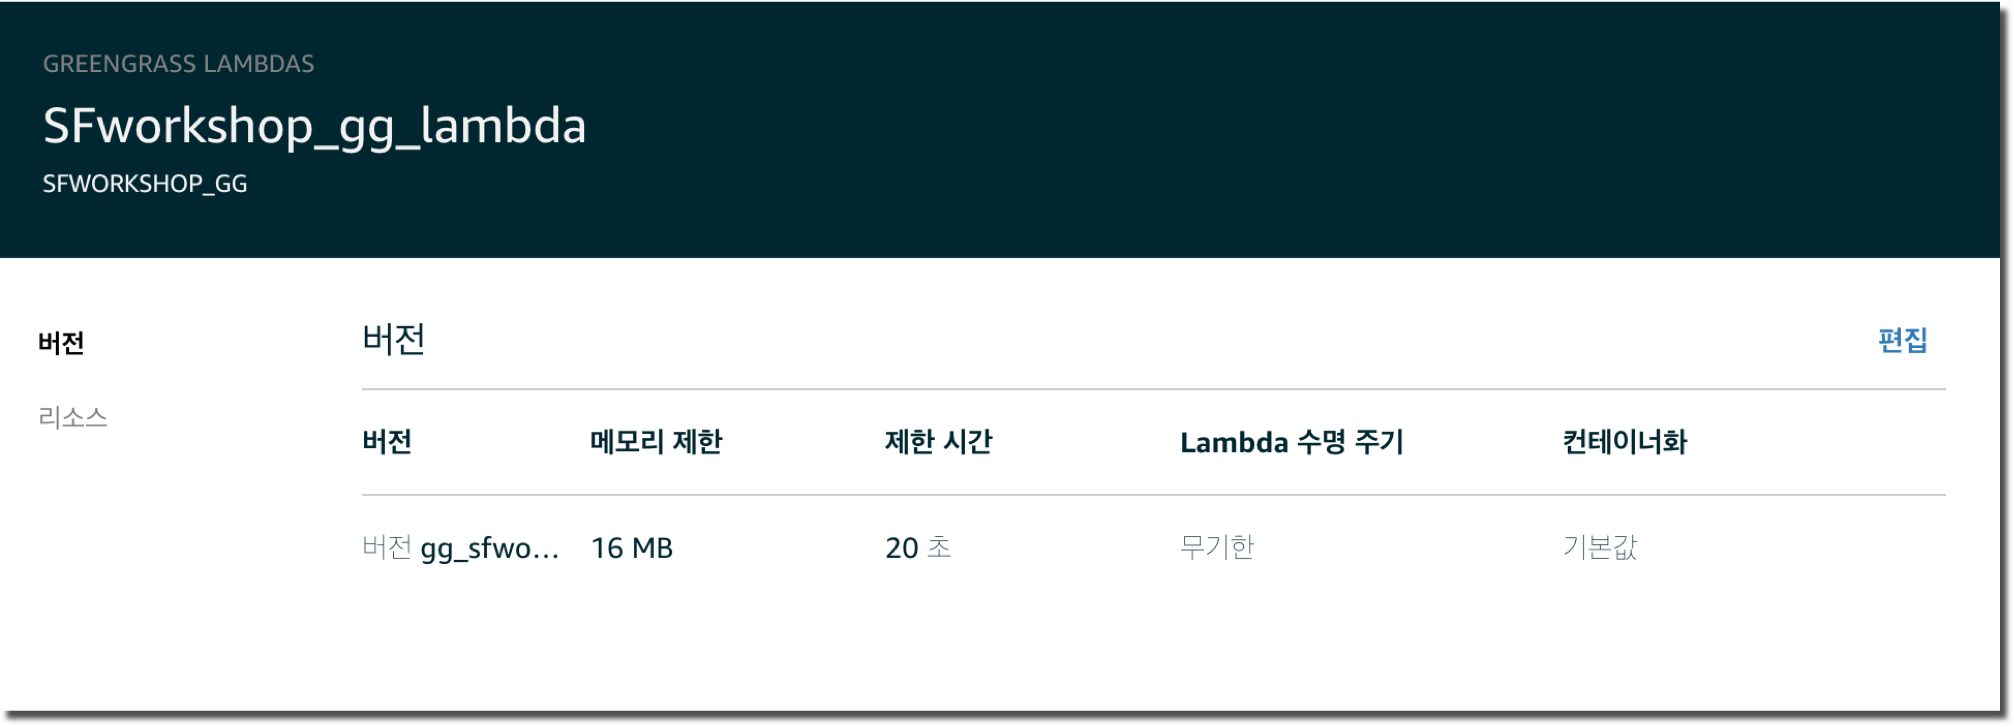 GREENGRASS LAMBDAS
SFworkshop_gg_lambda
SFWORKSHOP_GG
버전
리소스
버전 편집
버전 메모리 제한 제한 시간 Lambda 수명 주기 컨테이너화
버전 gg_sfwo... 16 MB 20 초 무기한 기본값